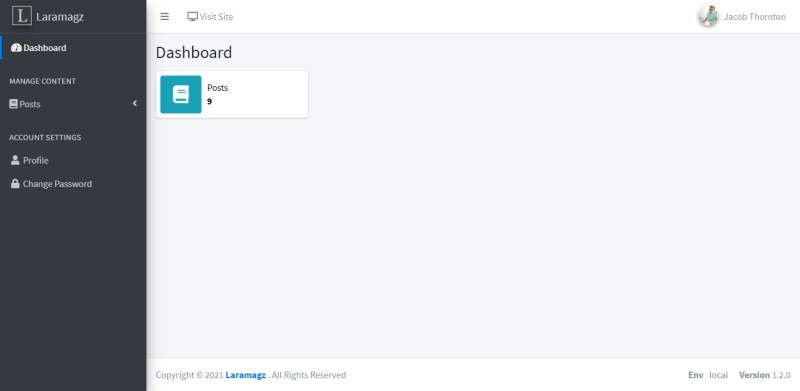 L Laramagz
Visit Site
Jacob Thornton
Dashboard
MANAGE CONTENT
Posts
ACCOUNT SETTINGS
Profile
Change Password
Dashboard
Posts
9
Copyright © 2021 Laramagz . All Rights Reserved
Env local Version 1.2.0